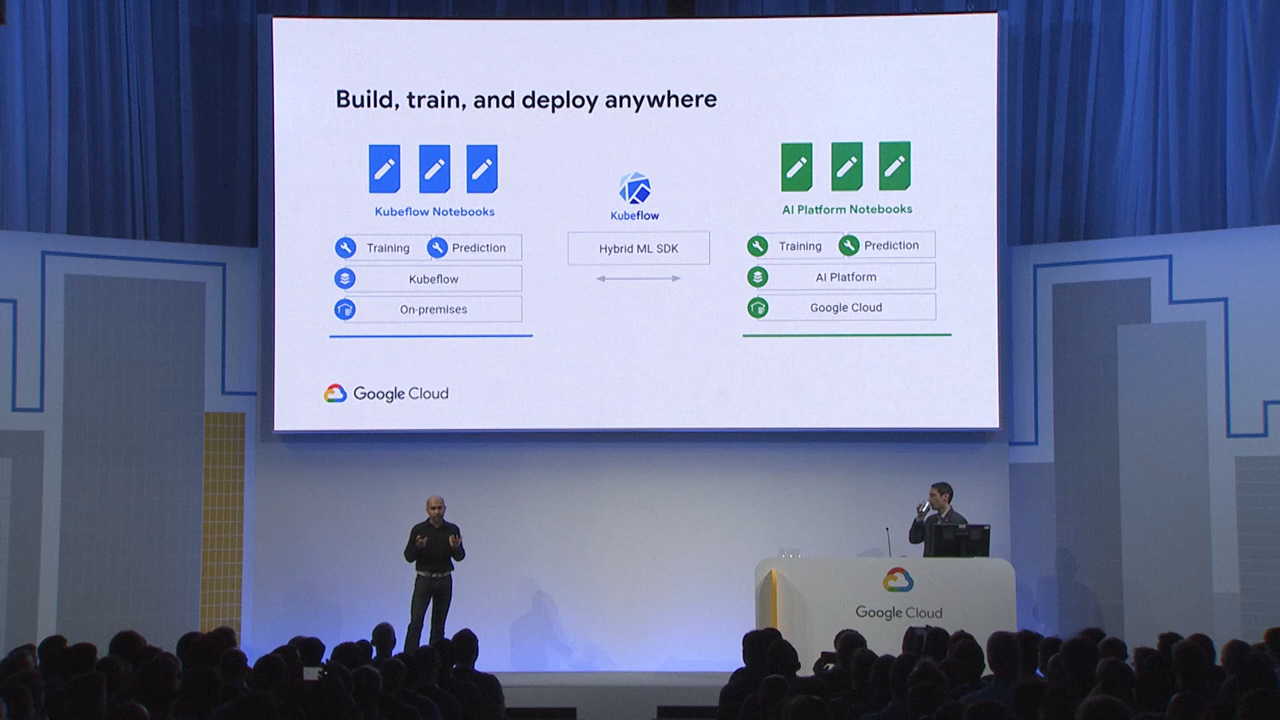 Build, train, and deploy anywhere
Kubeflow Notebooks
Training
Prediction
Kubeflow
On-premises
Kubeflow
Hybrid ML SDK
AI Platform Notebooks
Training
Prediction
AI Platform
Google Cloud
Google Cloud
Google Cloud